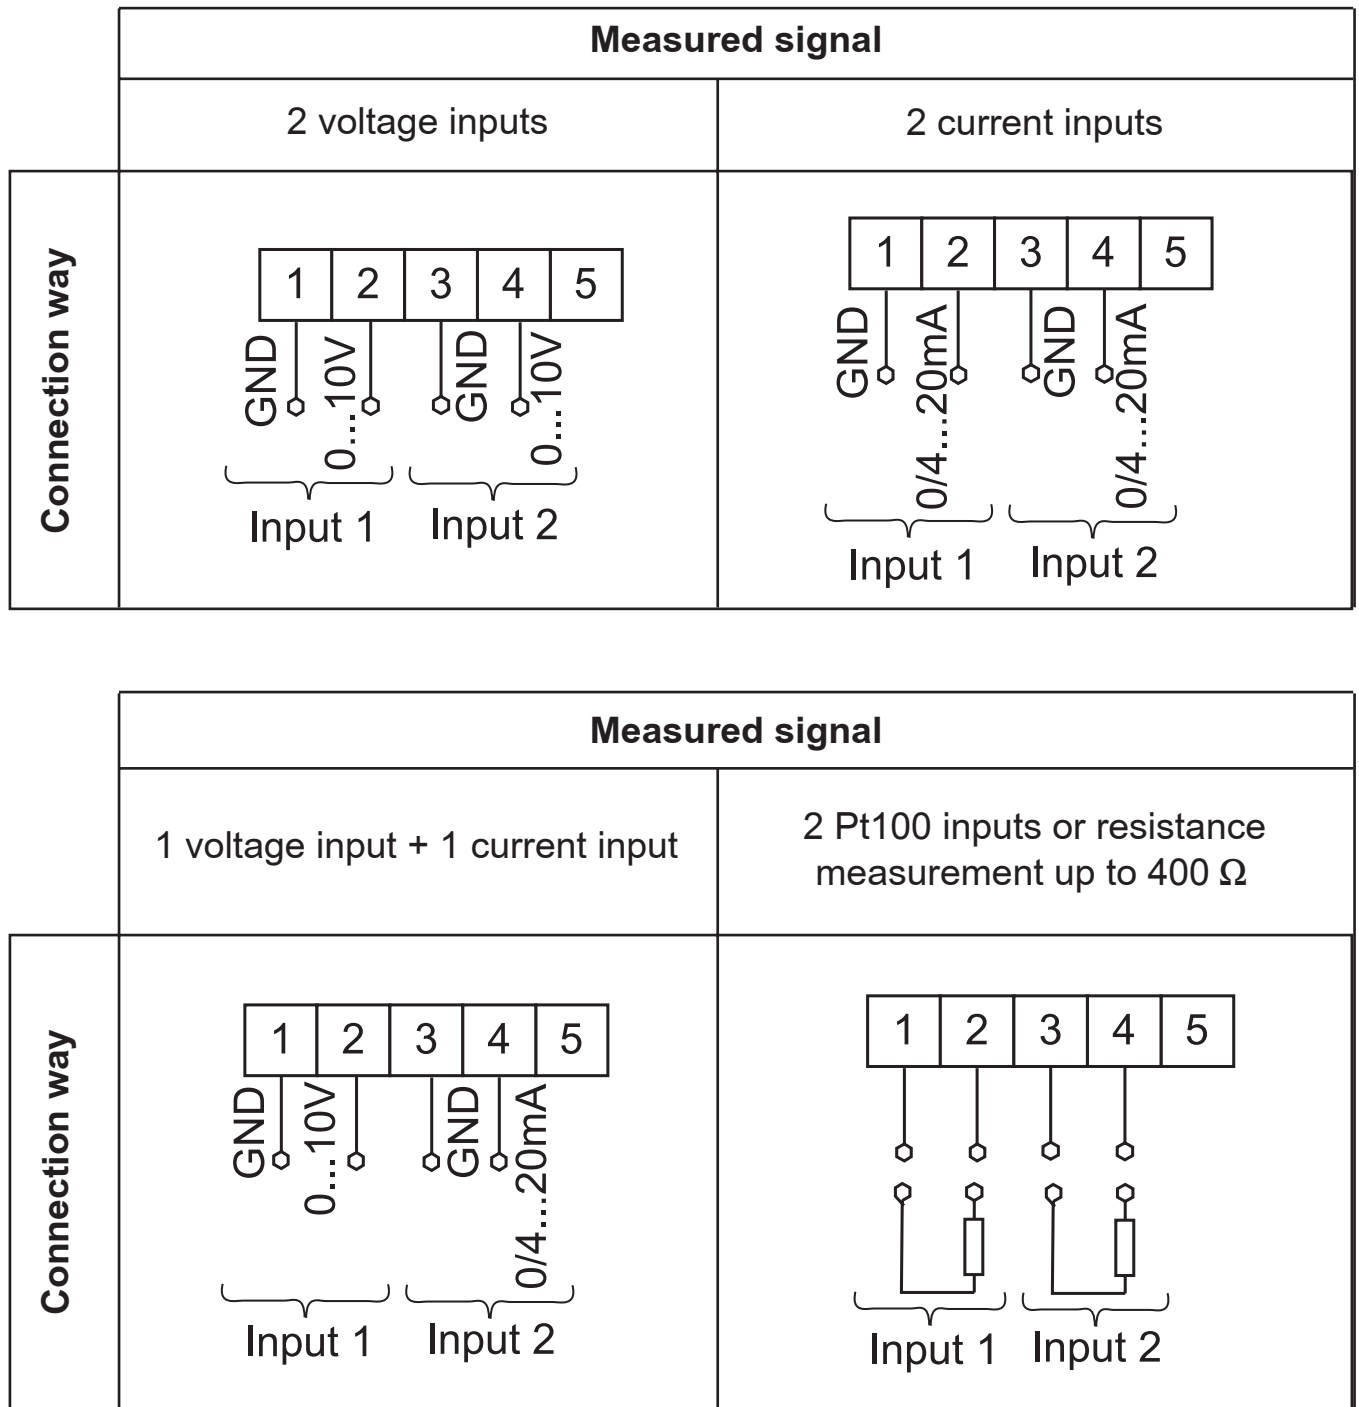 Measured signal
2 voltage inputs
2 current inputs
Connection way
1 2 3 4 5
GND
0...10V
GND
0...10V
Input 1
Input 2
1 2 3 4 5
GND
0/4...20mA
GND
0/4...20mA
Input 1
Input 2
Measured signal
1 voltage input + 1 current input
2 Pt100 inputs or resistance
measurement up to 400 Ω
Connection way
1 2 3 4 5
GND
0...10V
GND
0/4...20mA
Input 1
Input 2
1 2 3 4 5
Input 1
Input 2